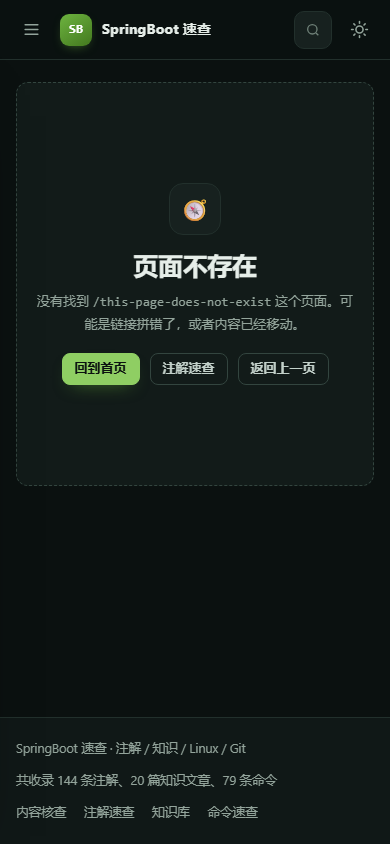 SB SpringBoot 速查
页面不存在
没有找到 /this-page-does-not-exist 这个页面。可
能是链接拼错了，或者内容已经移动。
回到首页 注解速查 返回上一页
SpringBoot 速查 · 注解 / 知识 / Linux / Git
共收录 144 条注解、20 篇知识文章、79 条命令
内容核查 注解速查 知识库 命令速查